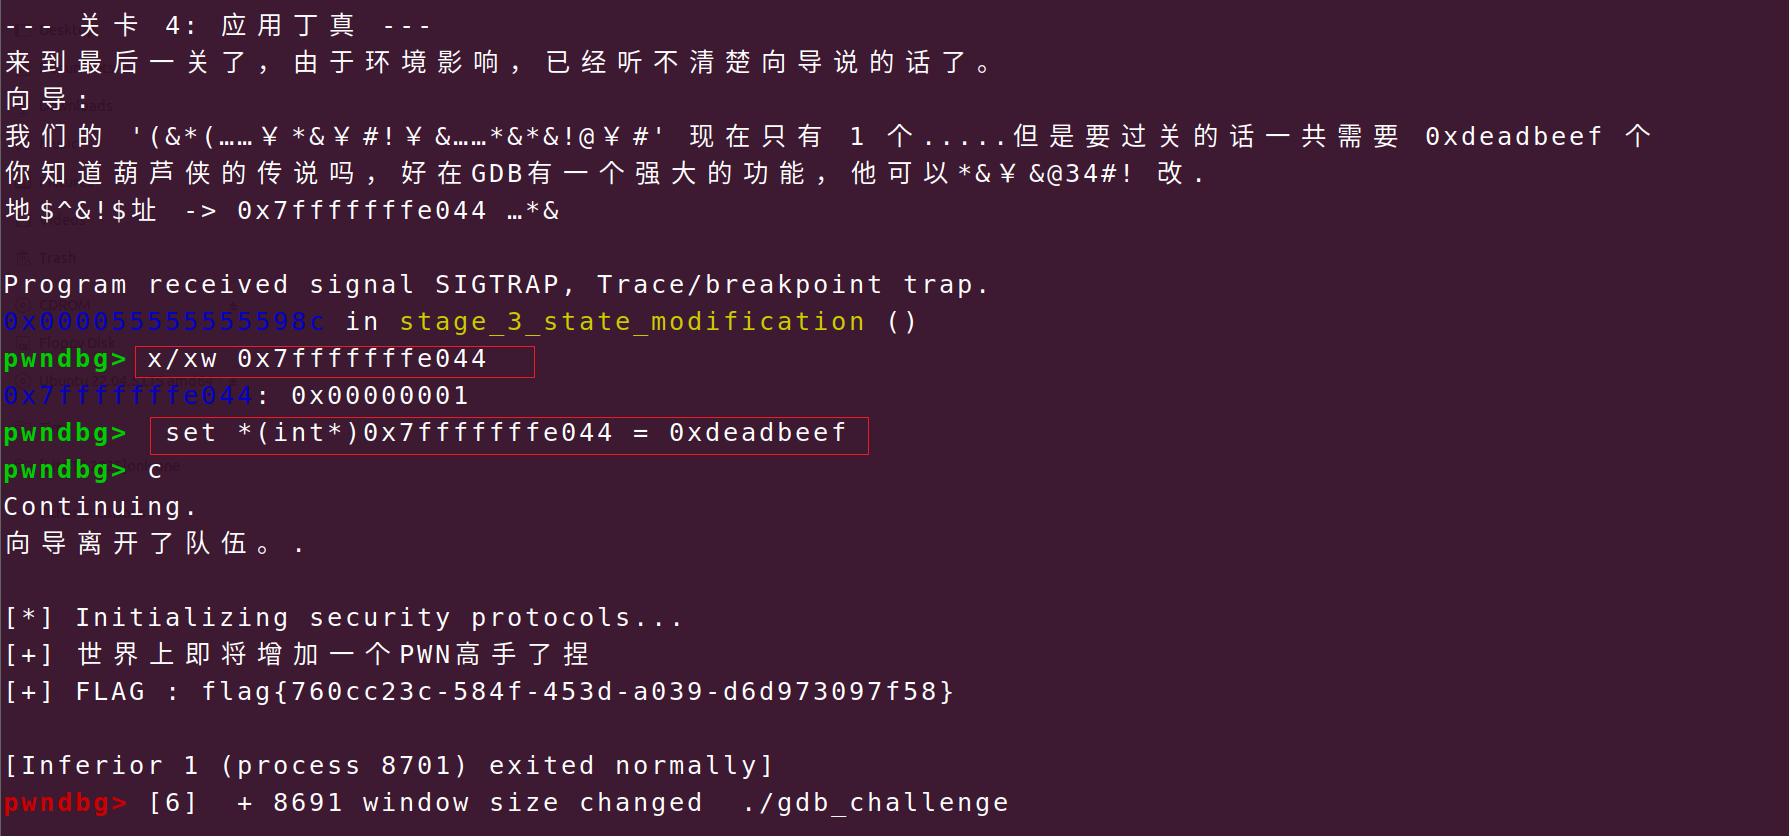 --- 关卡 4: 应用丁真 ---
来到最后一关了，由于环境影响，已经听不清楚向导说的话了。
向导:
我们的 '(&*(……￥*&￥#!￥&……*&*&!@￥#' 现在只有 1 个.....但是要过关的话一共需要 0xdeadbeef 个
你知道葫芦侠的传说吗，好在GDB有一个强大的功能，他可以*&￥&@34#! 改.
地$^&!$址 -> 0x7fffffffe044 …*&
Trash
Program received signal SIGTRAP, Trace/breakpoint trap.
0x000055555555598c in stage_3_state_modification ()
Floppy Disk
pwndbg> x/xw 0x7fffffffe044
0x7fffffffe044: 0x00000001
pwndbg> set *(int*)0x7fffffffe044 = 0xdeadbeef
pwndbg> c
Continuing.
向导离开了队伍。.
[*] Initializing security protocols...
[+] 世界上即将增加一个PWN高手了捏
[+] FLAG : flag{760cc23c-584f-453d-a039-d6d973097f58}
[Inferior 1 (process 8701) exited normally]
pwndbg> [6]  + 8691 window size changed  ./gdb_challenge